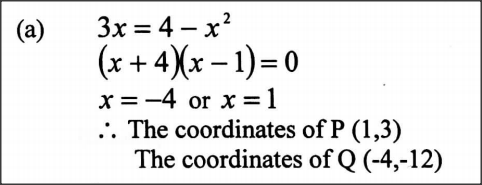 (a) 3x = 4 − x²
(x + 4)(x − 1) = 0
x = −4 or x = 1
∴ The coordinates of P (1,3)
The coordinates of Q (-4,-12)